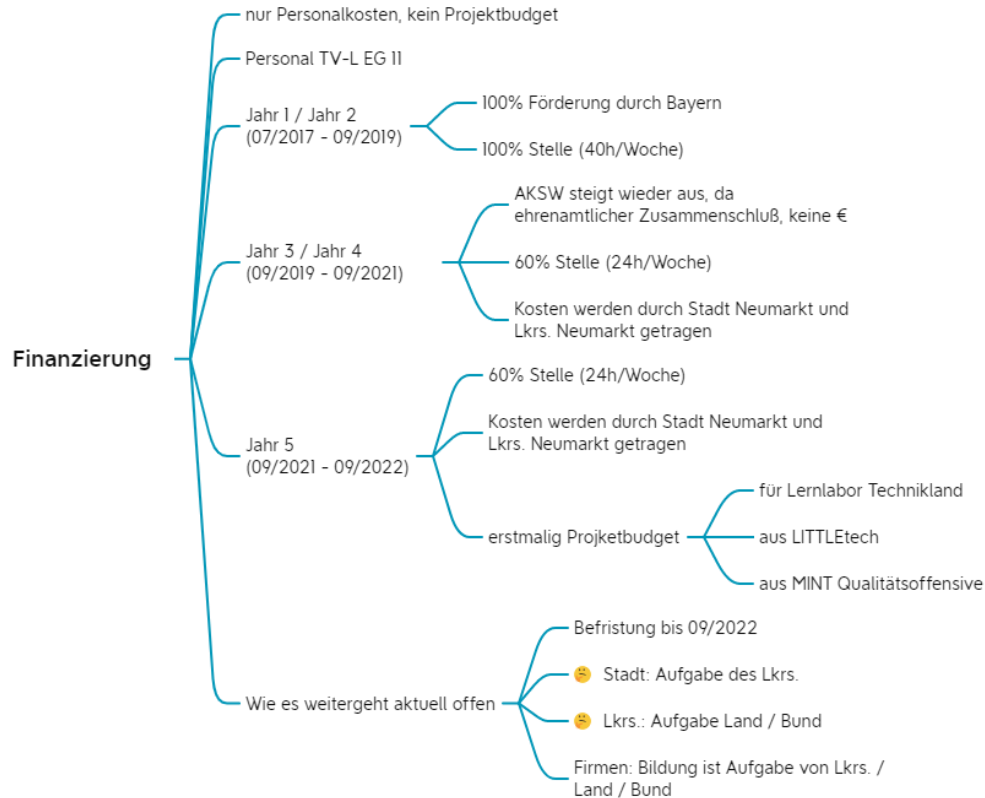 nur Personalkosten, kein Projektbudget
Personal TV-L EG 11
Jahr 1 / Jahr 2
(07/2017 - 09/2019)
100% Förderung durch Bayern
100% Stelle (40h/Woche)
Jahr 3 / Jahr 4
(09/2019 - 09/2021)
AKSW steigt wieder aus, da
ehrenamtlicher Zusammenschluß, keine €
60% Stelle (24h/Woche)
Kosten werden durch Stadt Neumarkt und
Lkrs. Neumarkt getragen
Finanzierung
Jahr 5
(09/2021 - 09/2022)
60% Stelle (24h/Woche)
Kosten werden durch Stadt Neumarkt und
Lkrs. Neumarkt getragen
erstmalig Projketbudget
für Lernlabor Technikland
aus LITTLEtech
aus MINT Qualitätsoffensive
Wie es weitergeht aktuell offen
Befristung bis 09/2022
Stadt: Aufgabe des Lkrs.
Lkrs.: Aufgabe Land / Bund
Firmen: Bildung ist Aufgabe von Lkrs. /
Land / Bund